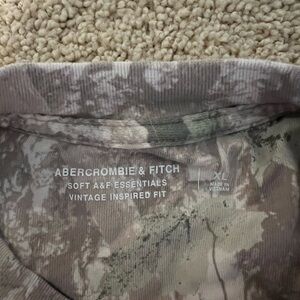 ABERCROMBIE & FITCH
SOFT A&F ESSENTIALS
VINTAGE INSPIRED FIT
XL
MADE IN
VIETNAM